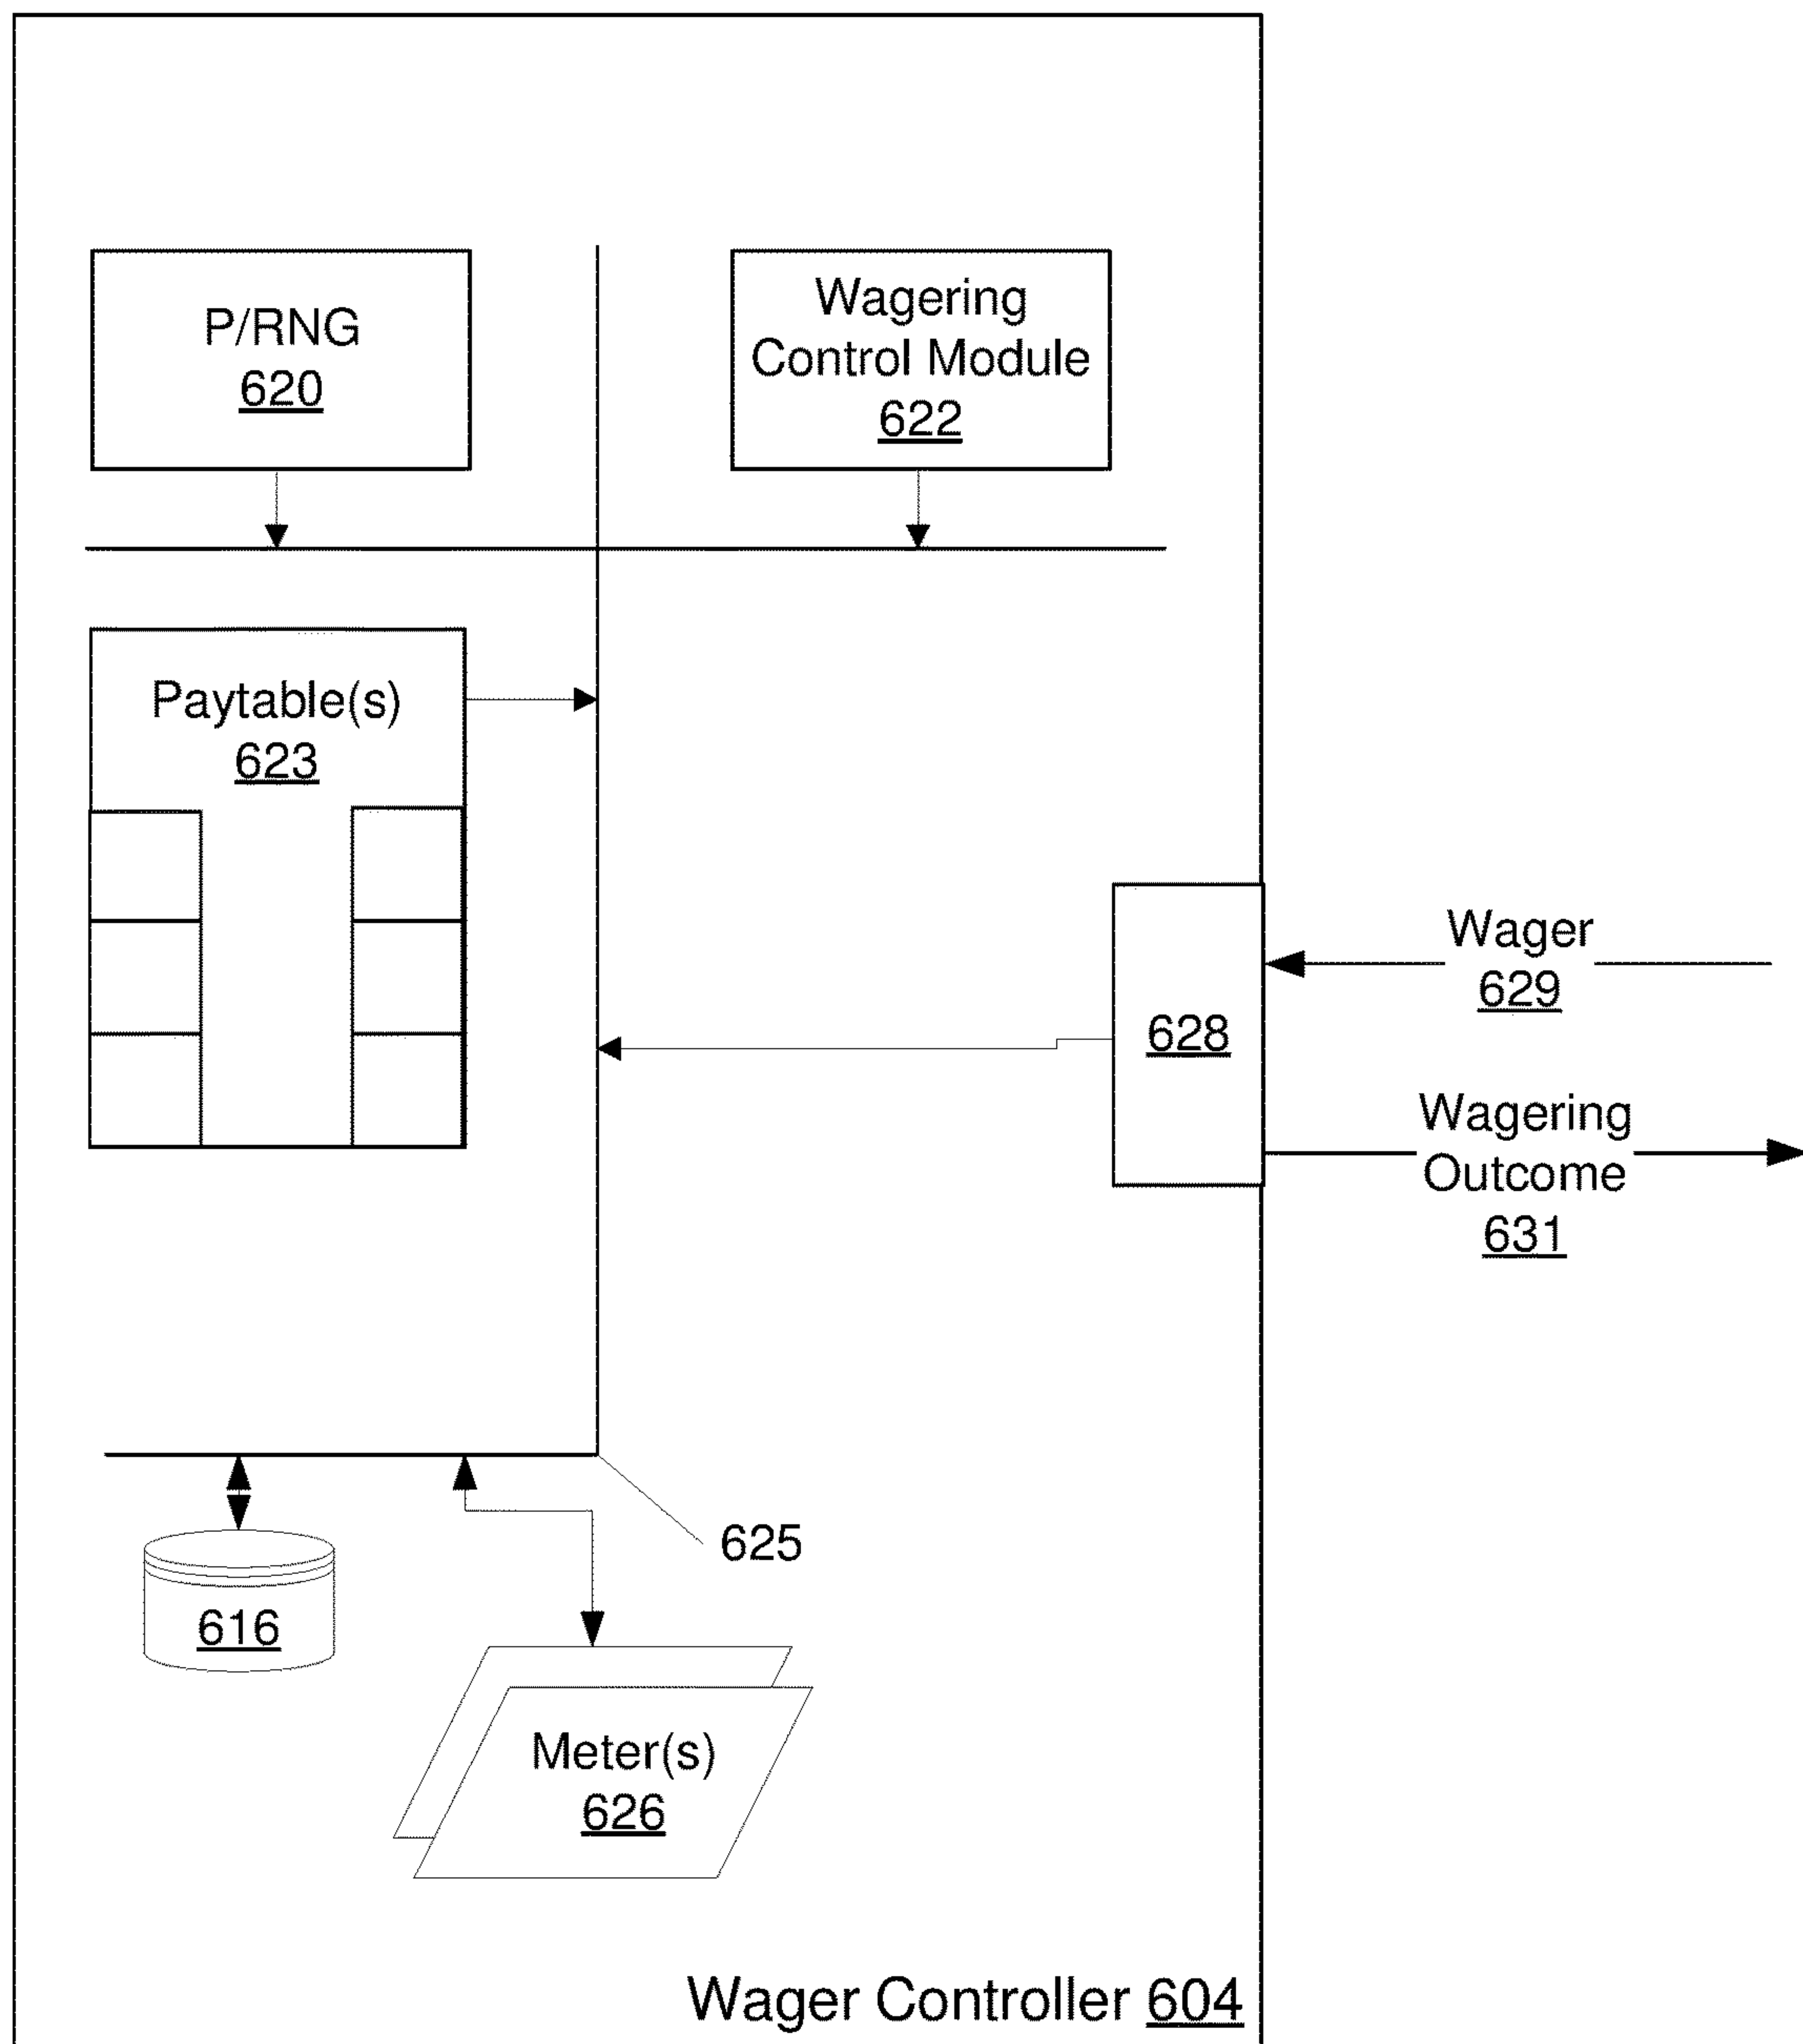 P/RNG
620
Wagering
Control Module
622
Paytable(s)
623
Wager
629
628
Wagering
Outcome
631
625
616
Meter(s)
626
Wager Controller 604